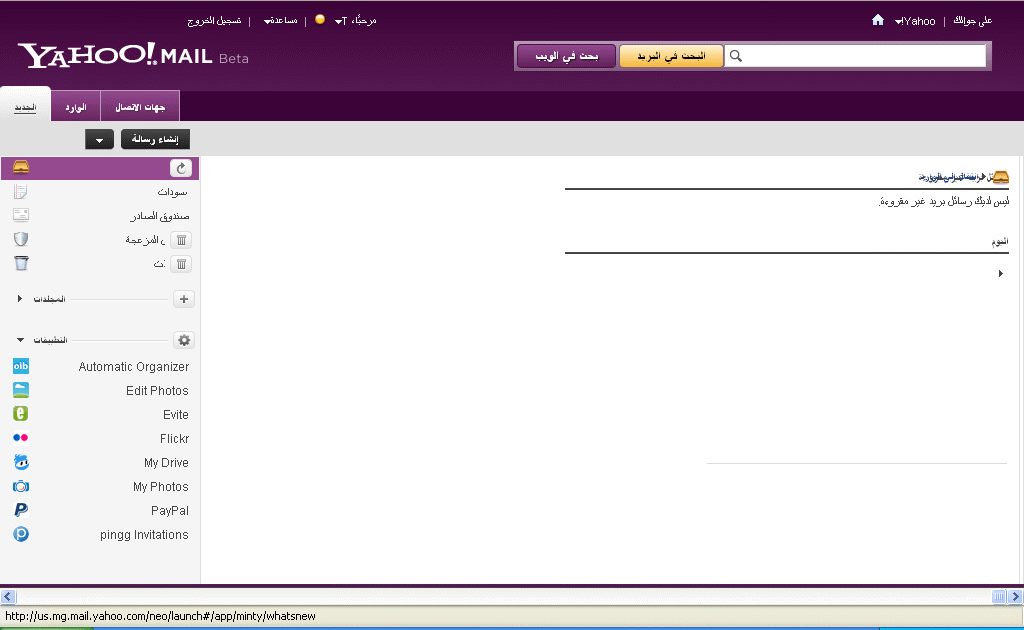 على جوالك | Yahoo!
مرحبًا، T | مساعدة | تسجيل الخروج
YAHOO! MAIL Beta
البحث في البريد
بحث في الويب
الجديد
الوارد
جهات الاتصال
إنشاء رسالة
سودات
صندوق الصادر
المزعجة
المجلدات
التطبيقات
Automatic Organizer
Edit Photos
Evite
Flickr
My Drive
My Photos
PayPal
pingg Invitations
ليس لديك رسائل بريد غير مقروءة.
اليوم
http://us.mg.mail.yahoo.com/neo/launch#/app/minty/whatsnew